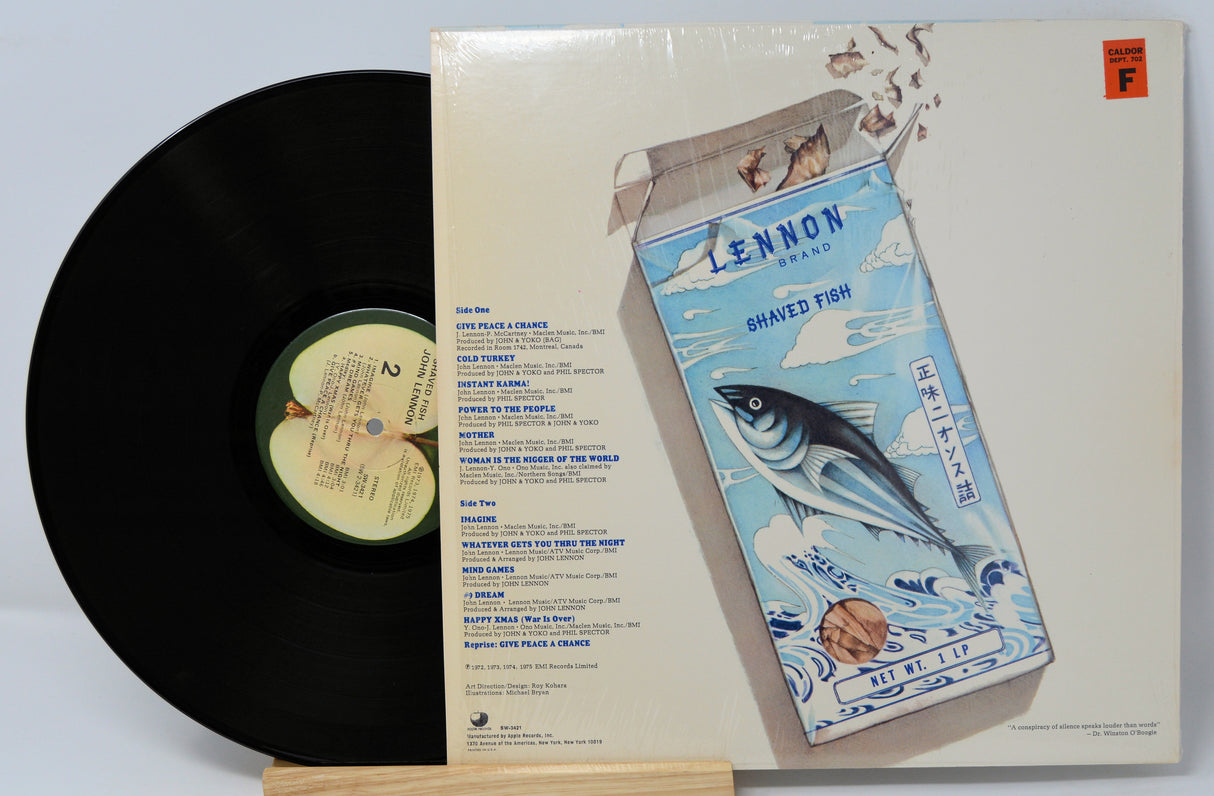 CALDOR
DEPT. 702
F
LENNON
BRAND
SHAVED FISH
正味二オンス詰
NET WT. 1 LP
Side One
GIVE PEACE A CHANCE
J. Lennon-P. McCartney • Maclen Music, Inc./BMI
Produced by JOHN & YOKO (BAG)
Recorded in Room 1742, Montreal, Canada
COLD TURKEY
John Lennon • Maclen Music, Inc./BMI
Produced by JOHN & YOKO and PHIL SPECTOR
INSTANT KARMA!
John Lennon • Maclen Music, Inc./BMI
Produced by PHIL SPECTOR
POWER TO THE PEOPLE
John Lennon • Maclen Music, Inc./BMI
Produced by PHIL SPECTOR & JOHN & YOKO
MOTHER
John Lennon • Maclen Music, Inc./BMI
Produced by JOHN & YOKO and PHIL SPECTOR
WOMAN IS THE NIGGER OF THE WORLD
J. Lennon-Y. Ono • Ono Music, Inc. also claimed by
Maclen Music, Inc./Northern Songs/BMI
Produced by JOHN & YOKO and PHIL SPECTOR
Side Two
IMAGINE
John Lennon • Maclen Music, Inc./BMI
Produced by JOHN & YOKO and PHIL SPECTOR
WHATEVER GETS YOU THRU THE NIGHT
John Lennon • Lennon Music/ATV Music Corp./BMI
Produced & Arranged by JOHN LENNON
MIND GAMES
John Lennon • Lennon Music/ATV Music Corp./BMI
Produced by JOHN LENNON
#9 DREAM
John Lennon • Lennon Music/ATV Music Corp./BMI
Produced & Arranged by JOHN LENNON
HAPPY XMAS (War Is Over)
Y. Ono-J. Lennon • Ono Music, Inc./Maclen Music, Inc./BMI
Produced by JOHN & YOKO and PHIL SPECTOR
Reprise: GIVE PEACE A CHANCE
℗1972, 1973, 1974, 1975 EMI Records Limited
Art Direction/Design: Roy Kohara
Illustrations: Michael Bryan
SW-3421
Manufactured by Apple Records, Inc.
1370 Avenue of the Americas, New York, New York 10019
PRINTED IN U.S.A.
"A conspiracy of silence speaks louder than words"
— Dr. Winston O'Boogie
SHAVED FISH
JOHN LENNON
2
STEREO
SW-3421